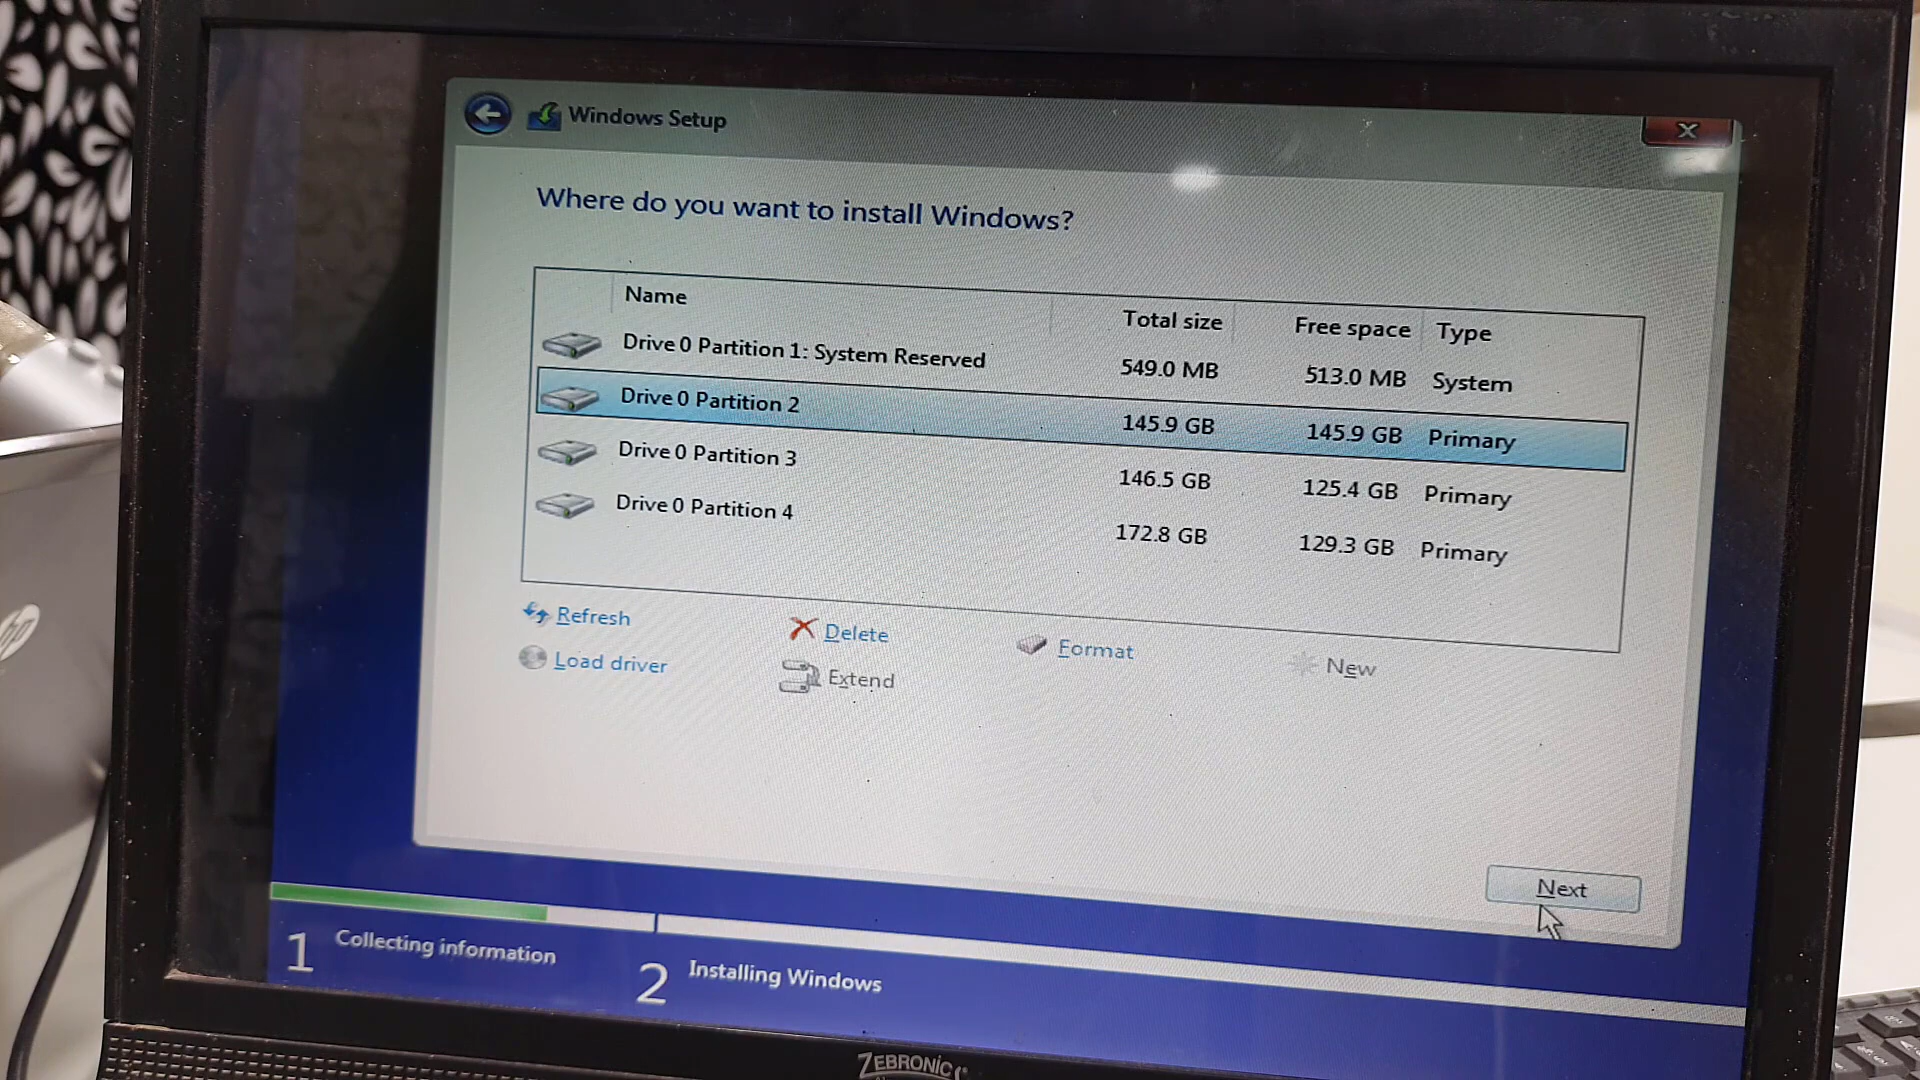 Windows Setup
Where do you want to install Windows?
Name Total size Free space Type
Drive 0 Partition 1: System Reserved 549.0 MB 513.0 MB System
Drive 0 Partition 2 145.9 GB 145.9 GB Primary
Drive 0 Partition 3 146.5 GB 125.4 GB Primary
Drive 0 Partition 4 172.8 GB 129.3 GB Primary
Refresh Delete Format New
Load driver Extend
Next
1 Collecting information 2 Installing Windows
ZEBRONICS
hp